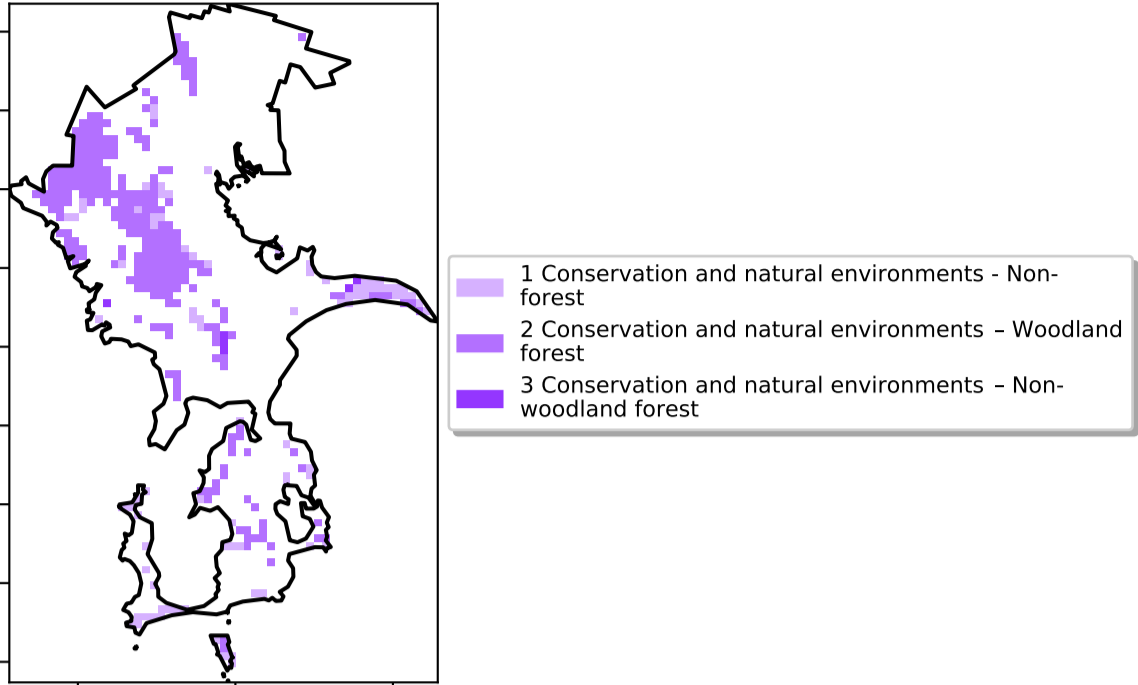 1 Conservation and natural environments - Non-
forest
2 Conservation and natural environments – Woodland
forest
3 Conservation and natural environments – Non-
woodland forest